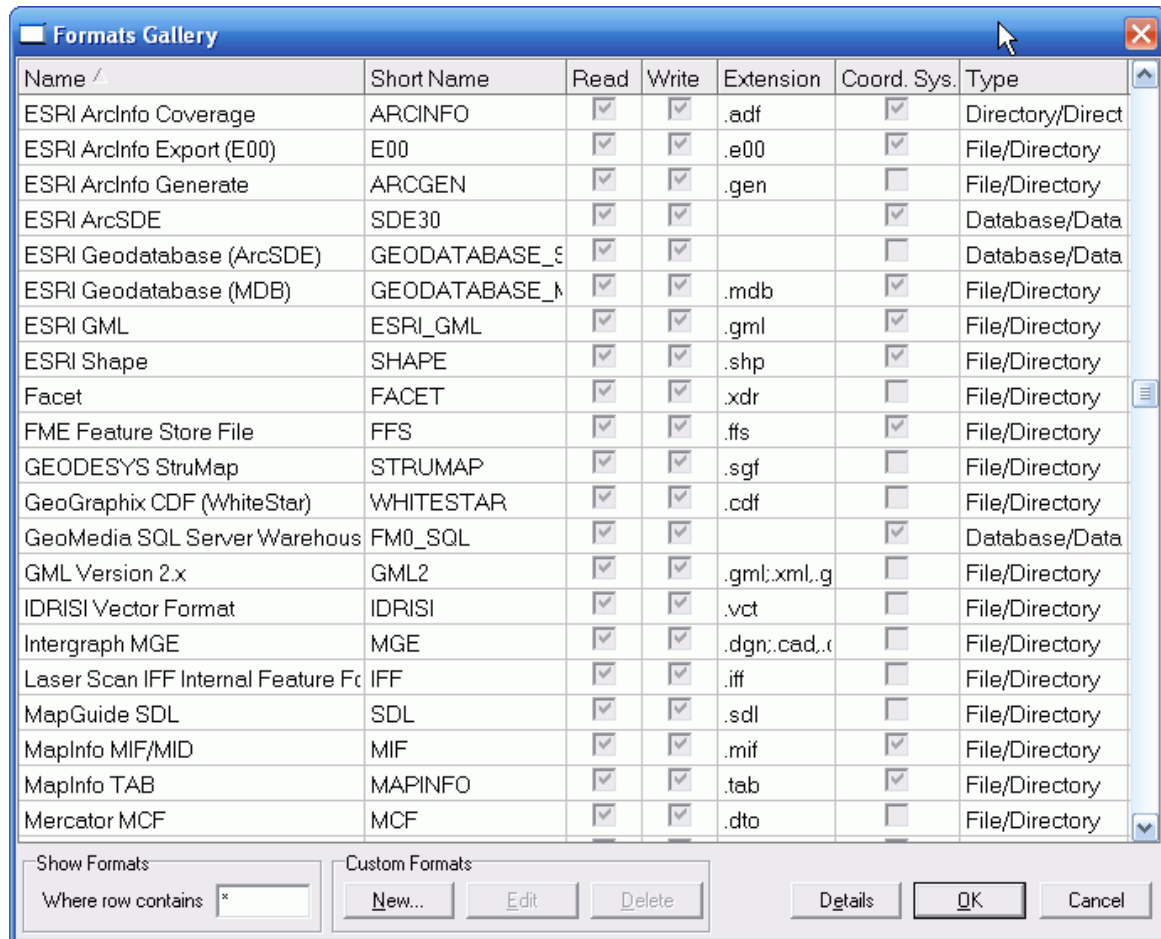 Formats Gallery
Name Short Name Read Write Extension Coord. Sys. Type
ESRI ArcInfo Coverage ARCINFO .adf Directory/Direct
ESRI ArcInfo Export (E00) E00 .e00 File/Directory
ESRI ArcInfo Generate ARCGEN .gen File/Directory
ESRI ArcSDE SDE30 Database/Data
ESRI Geodatabase (ArcSDE) GEODATABASE_S Database/Data
ESRI Geodatabase (MDB) GEODATABASE_M .mdb File/Directory
ESRI GML ESRI_GML .gml File/Directory
ESRI Shape SHAPE .shp File/Directory
Facet FACET .xdr File/Directory
FME Feature Store File FFS .ffs File/Directory
GEODESYS StruMap STRUMAP .sgf File/Directory
GeoGraphix CDF (WhiteStar) WHITESTAR .cdf File/Directory
GeoMedia SQL Server Warehous FM0_SQL Database/Data
GML Version 2.x GML2 .gml;.xml,.g File/Directory
IDRISI Vector Format IDRISI .vct File/Directory
Intergraph MGE MGE .dgn;.cad,. File/Directory
Laser Scan IFF Internal Feature Fo IFF .iff File/Directory
MapGuide SDL SDL .sdl File/Directory
MapInfo MIF/MID MIF .mif File/Directory
MapInfo TAB MAPINFO .tab File/Directory
Mercator MCF MCF .dto File/Directory
Show Formats Custom Formats
Where row contains * New... Edit Delete Details OK Cancel